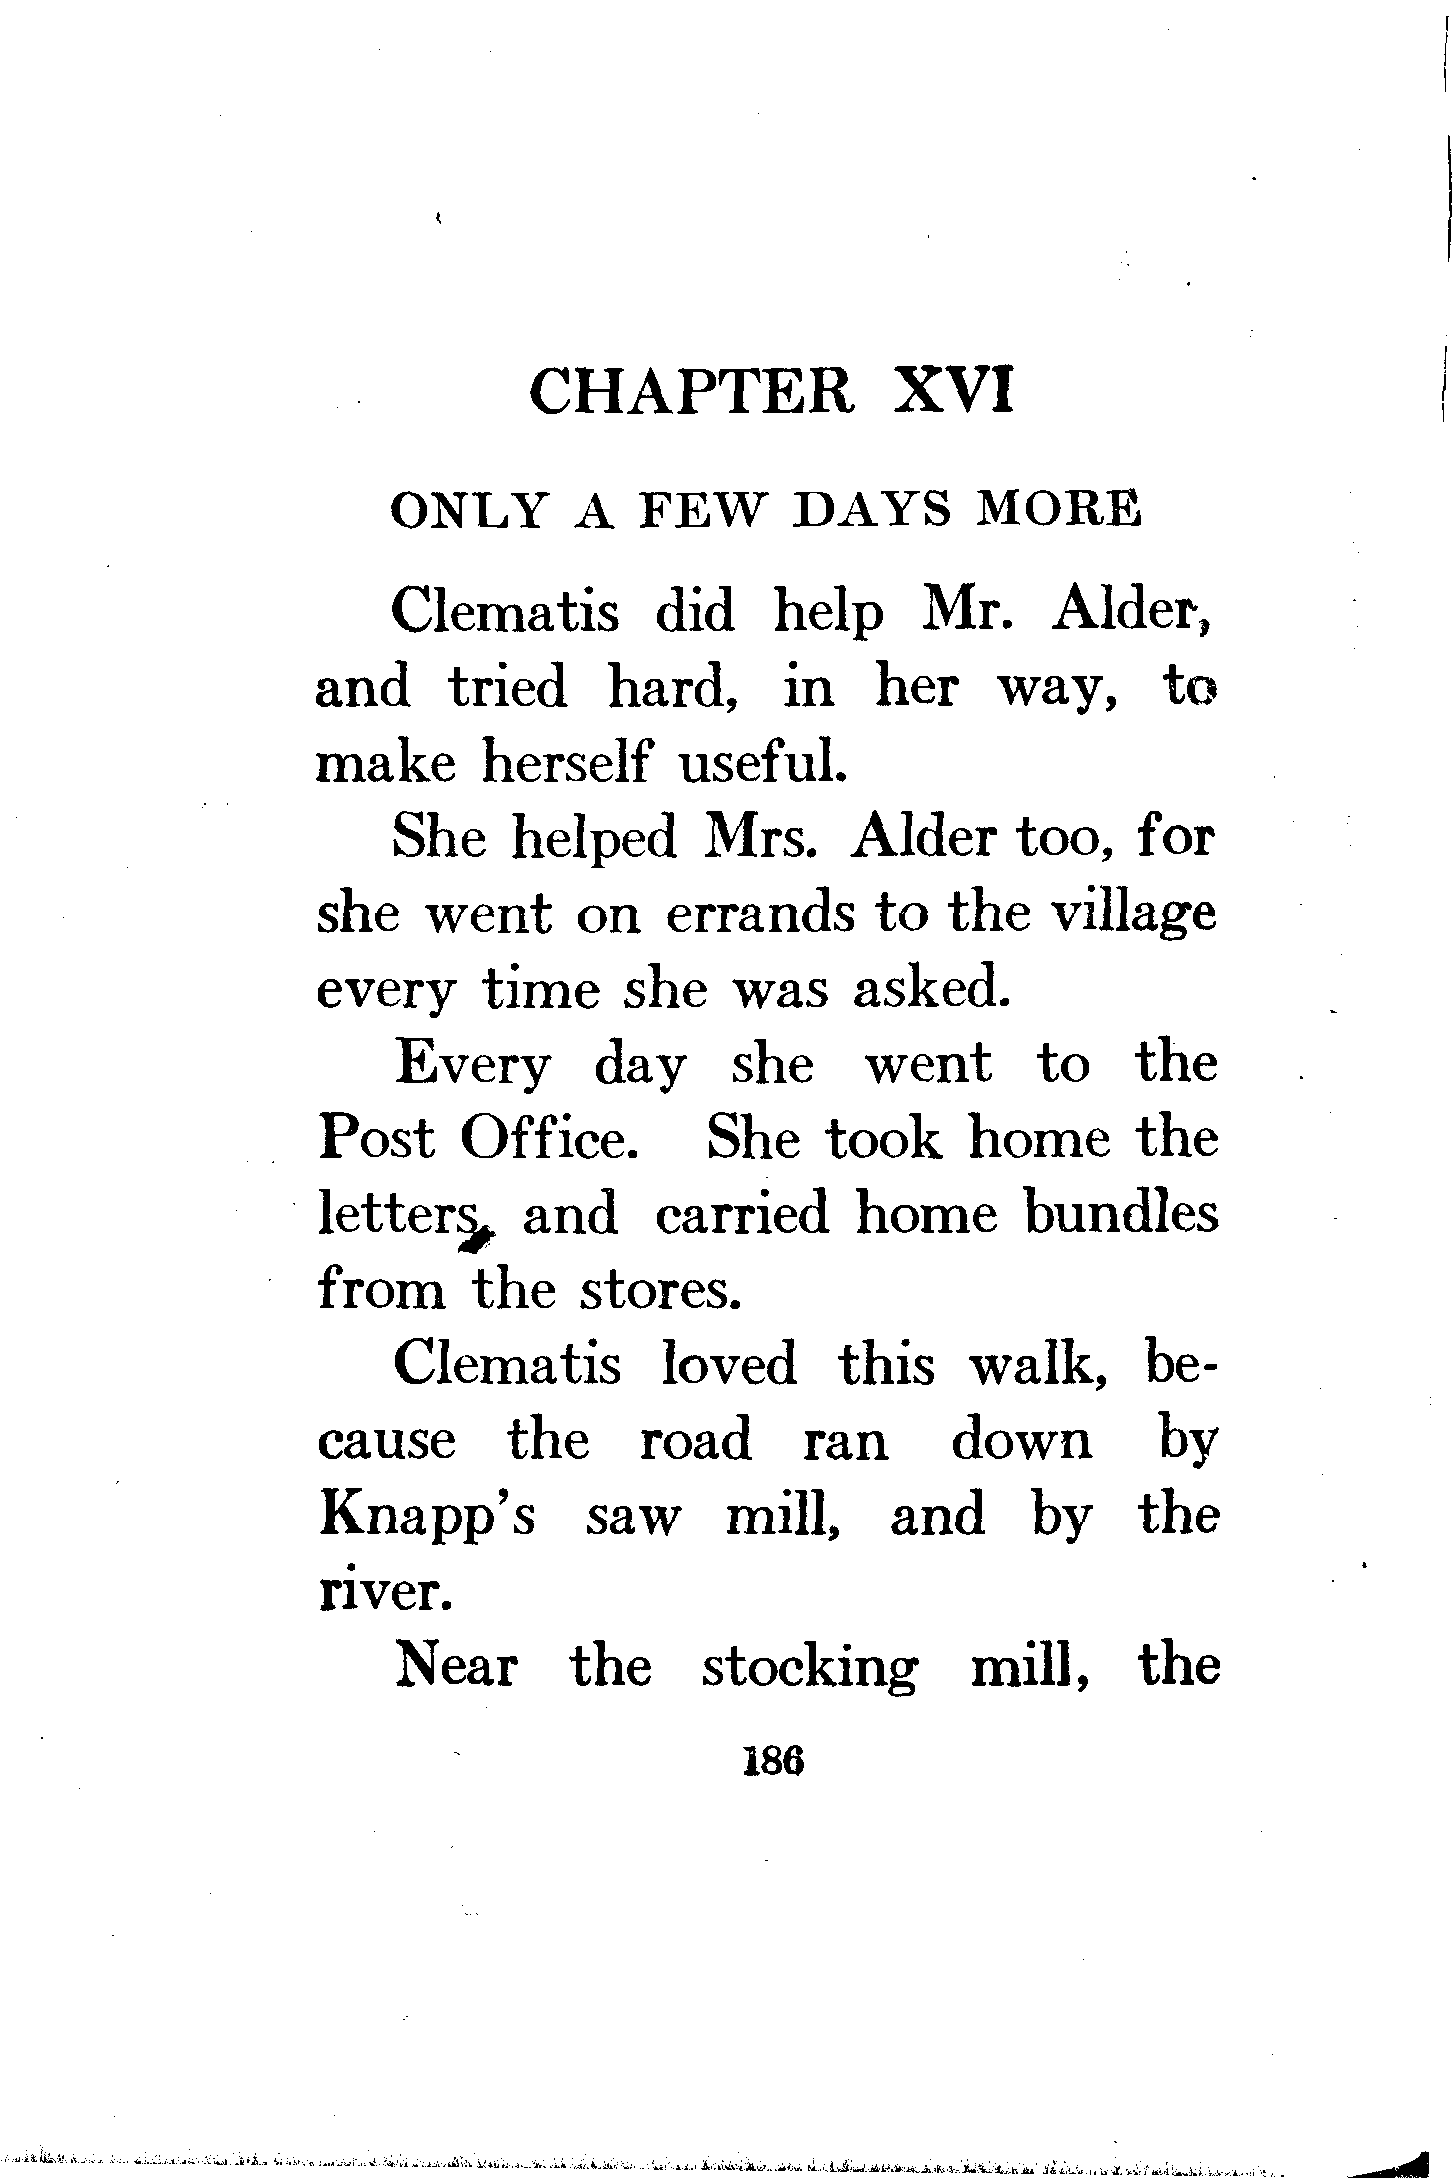 CHAPTER XVI
ONLY A FEW DAYS MORE
Clematis did help Mr. Alder,
and tried hard, in her way, to
make herself useful.
She helped Mrs. Alder too, for
she went on errands to the village
every time she was asked.
Every day she went to the
Post Office. She took home the
letters, and carried home bundles
from the stores.
Clematis loved this walk, be-
cause the road ran down by
Knapp's saw mill, and by the
river.
Near the stocking mill, the
186